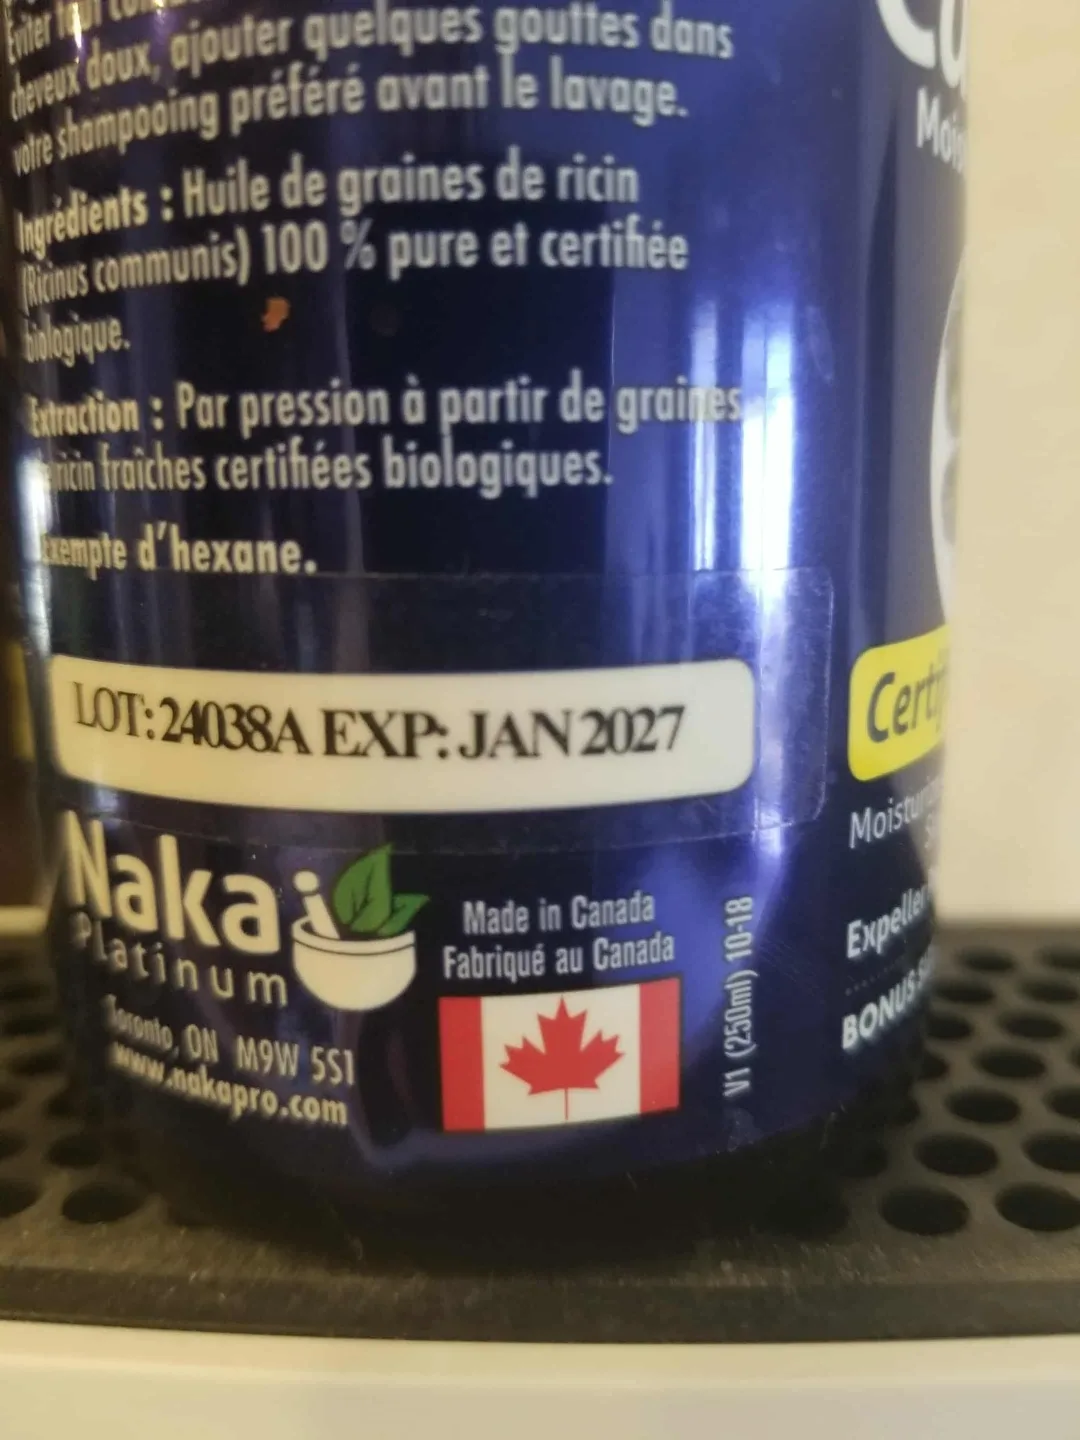 Éviter tout
cheveux doux, ajouter quelques gouttes dans
votre shampooing préféré avant le lavage.
Ingrédients : Huile de graines de ricin
(Ricinus communis) 100 % pure et certifiée
biologique.
Extraction : Par pression à partir de graines
ricin fraîches certifiées biologiques.
Exempte d'hexane.
LOT: 24038A EXP: JAN 2027
Naka
Platinum
Toronto, ON M9W 5S1
www.nakapro.com
Made in Canada
Fabriqué au Canada
V1 (250ml) 10-18
Expeller
BONUS